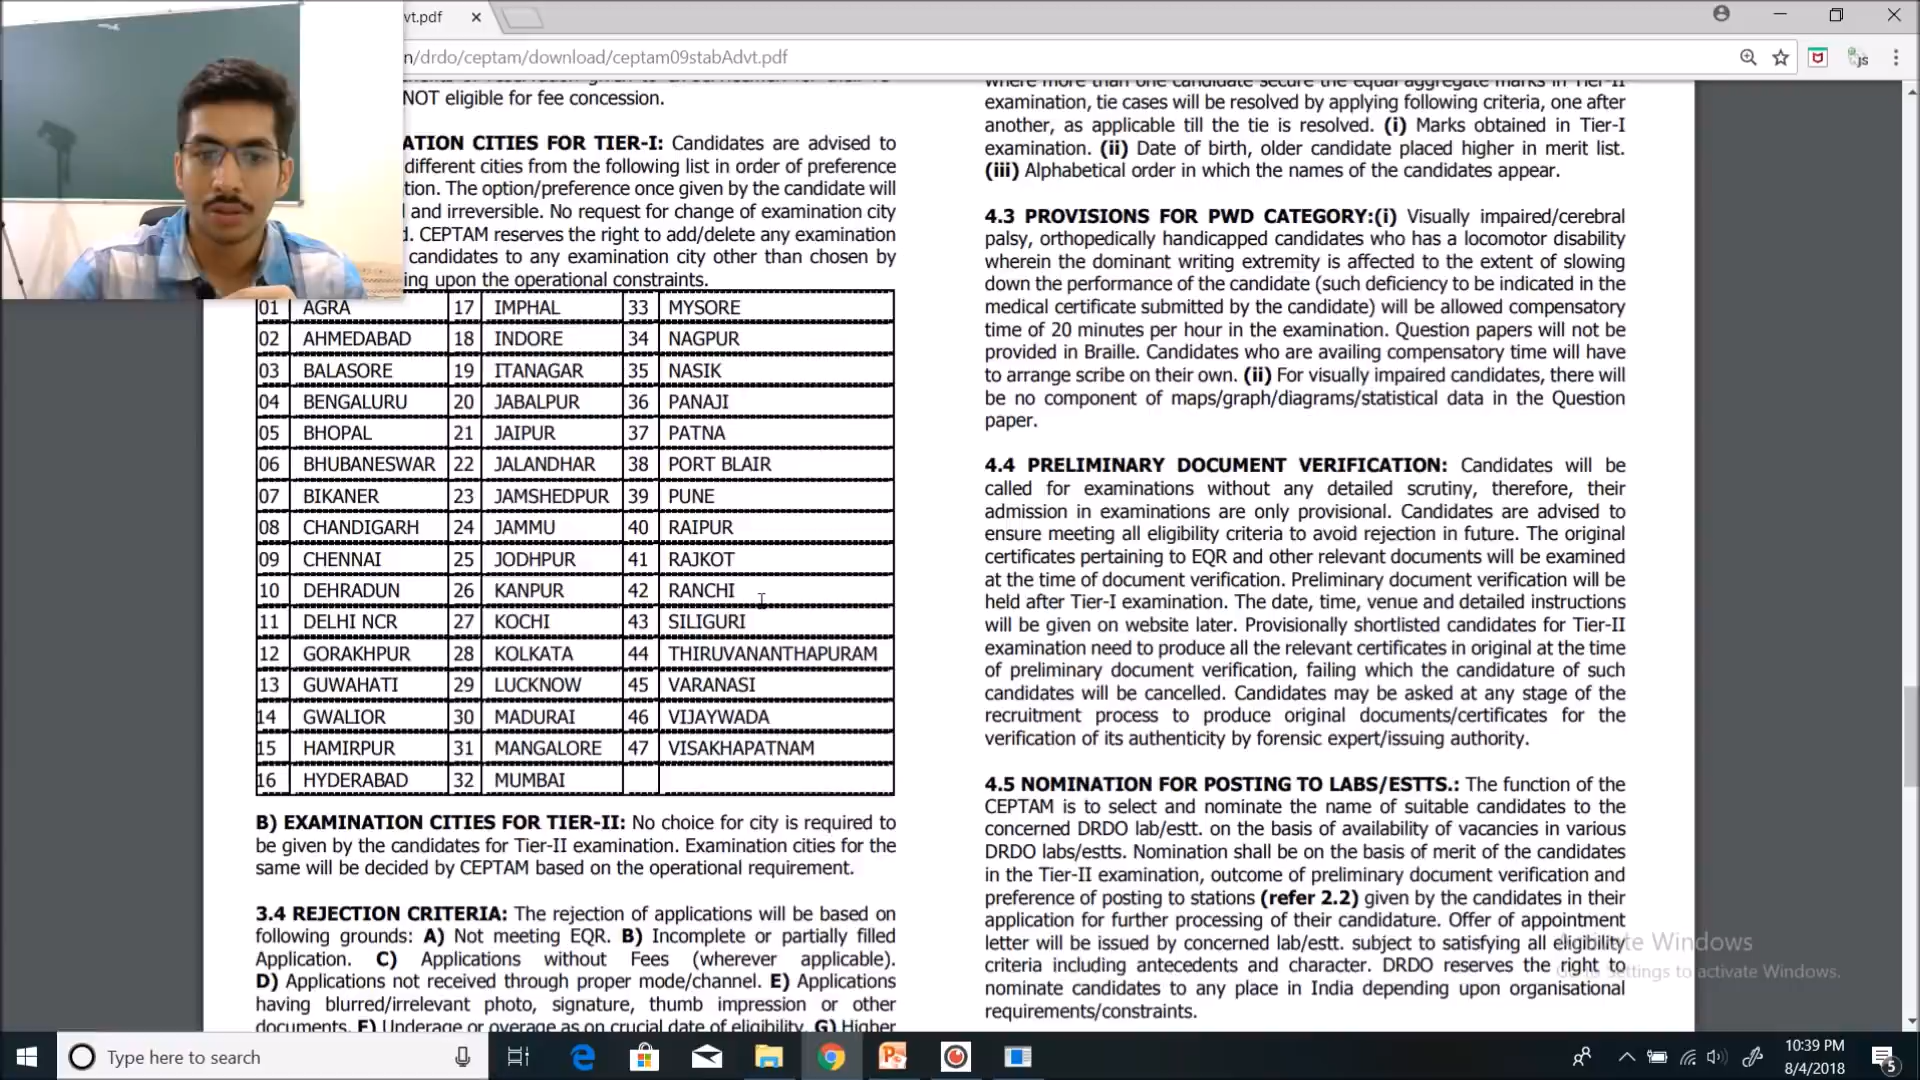 vt.pdf
n/drdo/ceptam/download/ceptam09stabAdvt.pdf
NOT eligible for fee concession.
ATION CITIES FOR TIER-I: Candidates are advised to
different cities from the following list in order of preference
tion. The option/preference once given by the candidate will
and irreversible. No request for change of examination city
d. CEPTAM reserves the right to add/delete any examination
candidates to any examination city other than chosen by
ing upon the operational constraints.
01 AGRA 17 IMPHAL 33 MYSORE
02 AHMEDABAD 18 INDORE 34 NAGPUR
03 BALASORE 19 ITANAGAR 35 NASIK
04 BENGALURU 20 JABALPUR 36 PANAJI
05 BHOPAL 21 JAIPUR 37 PATNA
06 BHUBANESWAR 22 JALANDHAR 38 PORT BLAIR
07 BIKANER 23 JAMSHEDPUR 39 PUNE
08 CHANDIGARH 24 JAMMU 40 RAIPUR
09 CHENNAI 25 JODHPUR 41 RAJKOT
10 DEHRADUN 26 KANPUR 42 RANCHI
11 DELHI NCR 27 KOCHI 43 SILIGURI
12 GORAKHPUR 28 KOLKATA 44 THIRUVANANTHAPURAM
13 GUWAHATI 29 LUCKNOW 45 VARANASI
14 GWALIOR 30 MADURAI 46 VIJAYWADA
15 HAMIRPUR 31 MANGALORE 47 VISAKHAPATNAM
16 HYDERABAD 32 MUMBAI
B) EXAMINATION CITIES FOR TIER-II: No choice for city is required to
be given by the candidates for Tier-II examination. Examination cities for the
same will be decided by CEPTAM based on the operational requirement.
3.4 REJECTION CRITERIA: The rejection of applications will be based on
following grounds: A) Not meeting EQR. B) Incomplete or partially filled
Application. C) Applications without Fees (wherever applicable).
D) Applications not received through proper mode/channel. E) Applications
having blurred/irrelevant photo, signature, thumb impression or other
documents. F) Underage or overage as on crucial date of eligibility. G) Higher
where more than one candidate secure the equal aggregate marks in Tier-II
examination, tie cases will be resolved by applying following criteria, one after
another, as applicable till the tie is resolved. (i) Marks obtained in Tier-I
examination. (ii) Date of birth, older candidate placed higher in merit list.
(iii) Alphabetical order in which the names of the candidates appear.
4.3 PROVISIONS FOR PWD CATEGORY:(i) Visually impaired/cerebral
palsy, orthopedically handicapped candidates who has a locomotor disability
wherein the dominant writing extremity is affected to the extent of slowing
down the performance of the candidate (such deficiency to be indicated in the
medical certificate submitted by the candidate) will be allowed compensatory
time of 20 minutes per hour in the examination. Question papers will not be
provided in Braille. Candidates who are availing compensatory time will have
to arrange scribe on their own. (ii) For visually impaired candidates, there will
be no component of maps/graph/diagrams/statistical data in the Question
paper.
4.4 PRELIMINARY DOCUMENT VERIFICATION: Candidates will be
called for examinations without any detailed scrutiny, therefore, their
admission in examinations are only provisional. Candidates are advised to
ensure meeting all eligibility criteria to avoid rejection in future. The original
certificates pertaining to EQR and other relevant documents will be examined
at the time of document verification. Preliminary document verification will be
held after Tier-I examination. The date, time, venue and detailed instructions
will be given on website later. Provisionally shortlisted candidates for Tier-II
examination need to produce all the relevant certificates in original at the time
of preliminary document verification, failing which the candidature of such
candidates will be cancelled. Candidates may be asked at any stage of the
recruitment process to produce original documents/certificates for the
verification of its authenticity by forensic expert/issuing authority.
4.5 NOMINATION FOR POSTING TO LABS/ESTTS.: The function of the
CEPTAM is to select and nominate the name of suitable candidates to the
concerned DRDO lab/estt. on the basis of availability of vacancies in various
DRDO labs/estts. Nomination shall be on the basis of merit of the candidates
in the Tier-II examination, outcome of preliminary document verification and
preference of posting to stations (refer 2.2) given by the candidates in their
application for further processing of their candidature. Offer of appointment
letter will be issued by concerned lab/estt. subject to satisfying all eligibility
criteria including antecedents and character. DRDO reserves the right to
nominate candidates to any place in India depending upon organisational
requirements/constraints.
Activate Windows
Go to Settings to activate Windows.
Type here to search
10:39 PM
8/4/2018
5